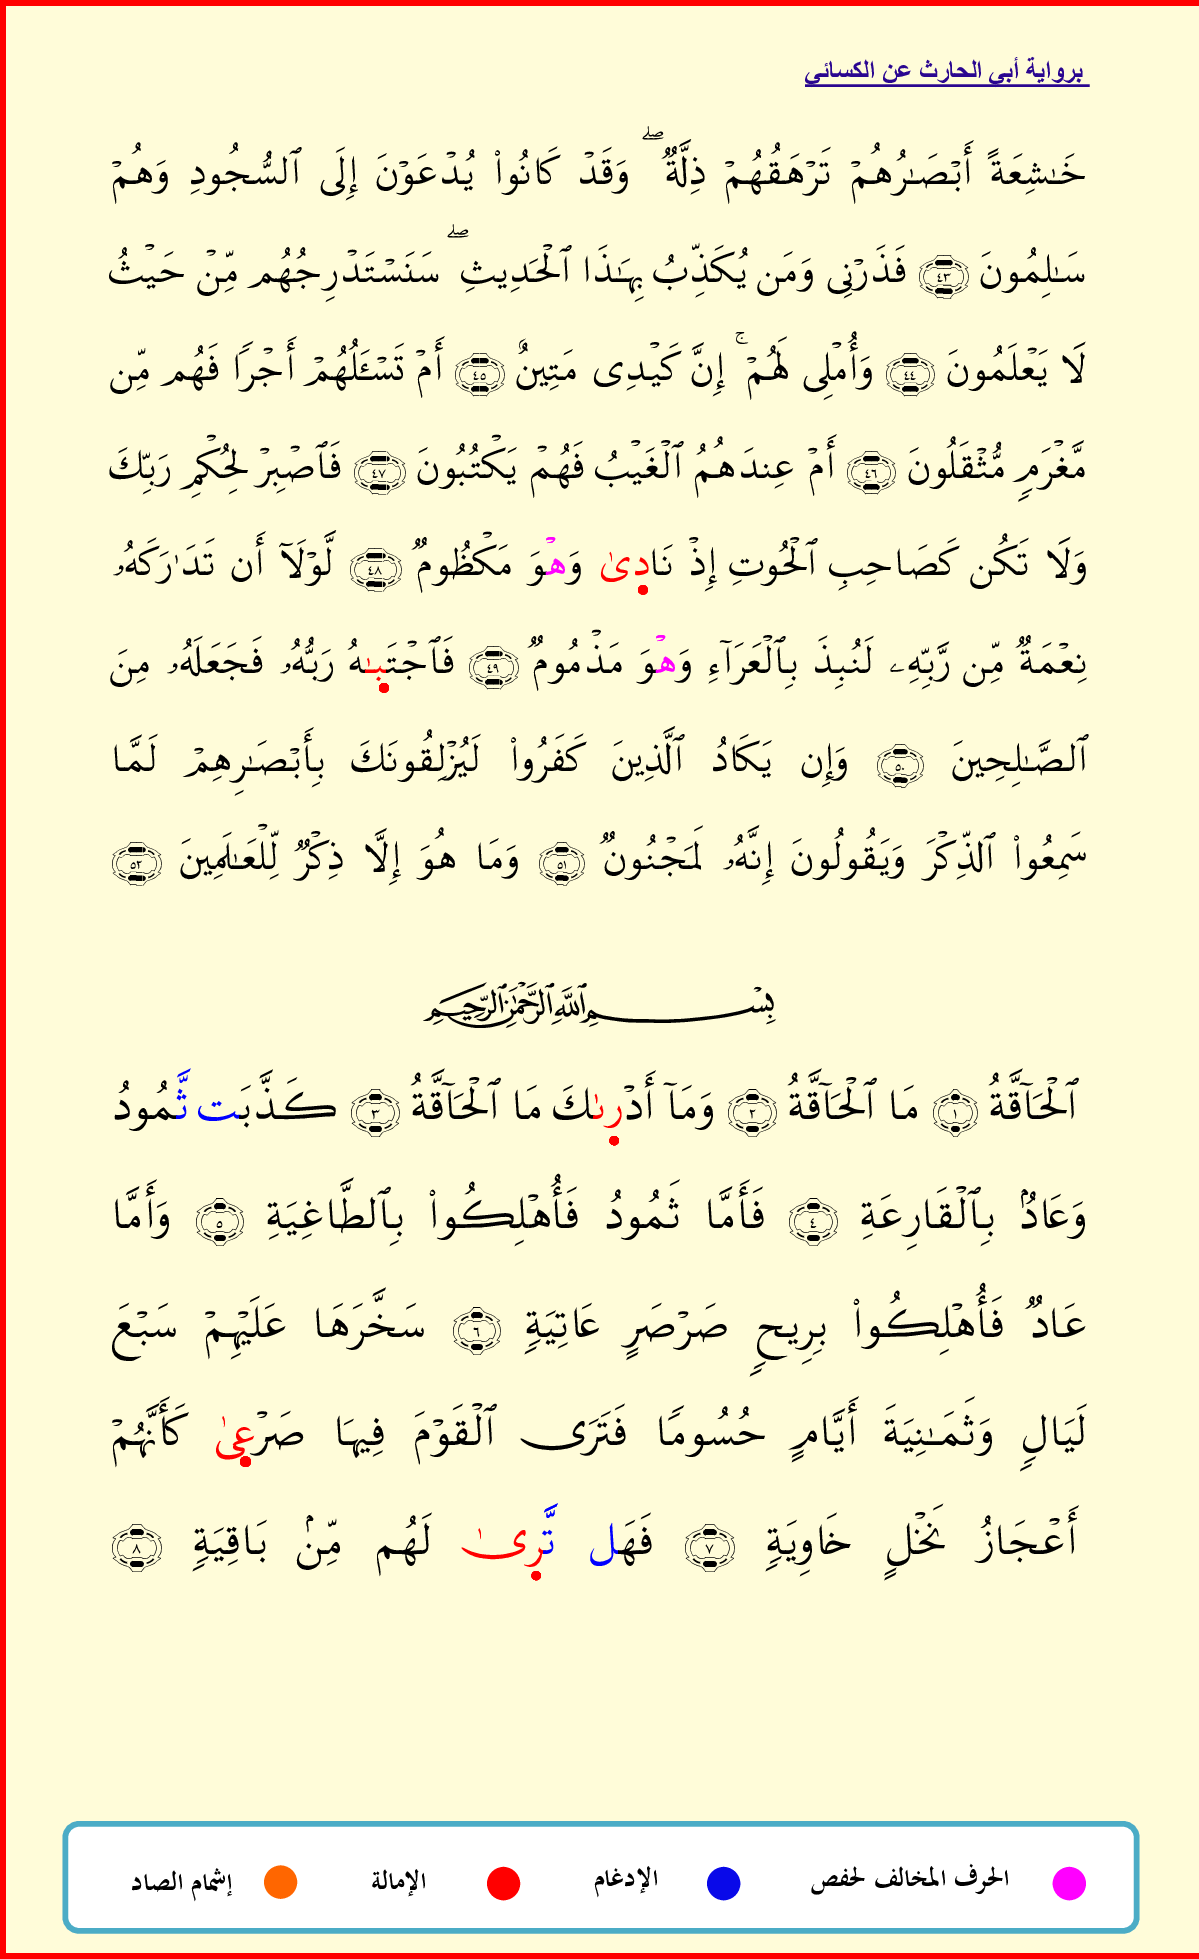 برواية أبي الحارث عن الكسائي
خَـٰشِعَةً أَبۡصَـٰرُهُمۡ تَرۡهَقُهُمۡ ذِلَّةࣱۖ وَقَدۡ كَانُوا۟ يُدۡعَوۡنَ إِلَى ٱلسُّجُودِ وَهُمۡ
سَـٰلِمُونَ ٤٣ فَذَرۡنِی وَمَن يُكَذِّبُ بِهَـٰذَا ٱلۡحَدِيثِۖ سَنَسۡتَدۡرِجُهُم مِّنۡ حَيۡثُ
لَا يَعۡلَمُونَ ٤٤ وَأُمۡلِی لَهُمۡۚ إِنَّ كَيۡدِی مَتِينٌ ٤٥ أَمۡ تَسۡـَٔلُهُمۡ أَجۡرࣰا فَهُم مِّن
مَّغۡرَمࣲ مُّثۡقَلُونَ ٤٦ أَمۡ عِندَهُمُ ٱلۡغَيۡبُ فَهُمۡ يَكۡتُبُونَ ٤٧ فَٱصۡبِرۡ لِحُكۡمِ رَبِّكَ
وَلَا تَكُن كَصَاحِبِ ٱلۡحُوتِ إِذۡ نَادِىٰ وَهۡوَ مَكۡظُومࣱ ٤٨ لَّوۡلَآ أَن تَدَٰرَكَهُۥ
نِعۡمَةࣱ مِّن رَّبِّهِۦ لَنُبِذَ بِٱلۡعَرَآءِ وَهۡوَ مَذۡمُومࣱ ٤٩ فَٱجۡتَبـٰهُ رَبُّهُۥ فَجَعَلَهُۥ مِنَ
ٱلصَّـٰلِحِينَ ٥٠ وَإِن يَكَادُ ٱلَّذِينَ كَفَرُوا۟ لَيُزۡلِقُونَكَ بِأَبۡصَـٰرِهِمۡ لَمَّا
سَمِعُوا۟ ٱلذِّكۡرَ وَيَقُولُونَ إِنَّهُۥ لَمَجۡنُونࣱ ٥١ وَمَا هُوَ إِلَّا ذِكۡرࣱ لِّلۡعَـٰلَمِينَ ٥٢
بِسۡمِ ٱللَّهِ ٱلرَّحۡمَـٰنِ ٱلرَّحِيمِ
ٱلۡحَآقَّةُ ١ مَا ٱلۡحَآقَّةُ ٢ وَمَآ أَدۡرِىٰكَ مَا ٱلۡحَآقَّةُ ٣ كَذَّبَت ثَّمُودُ
وَعَادُۢ بِٱلۡقَارِعَةِ ٤ فَأَمَّا ثَمُودُ فَأُهۡلِكُوا۟ بِٱلطَّاغِيَةِ ٥ وَأَمَّا
عَادࣱ فَأُهۡلِكُوا۟ بِرِيحࣲ صَرۡصَرٍ عَاتِيَةࣲ ٦ سَخَّرَهَا عَلَيۡهِمۡ سَبۡعَ
لَيَالࣲ وَثَمَـٰنِيَةَ أَيَّامٍ حُسُومࣰا فَتَرَى ٱلۡقَوۡمَ فِيهَا صَرۡعِىٰ كَأَنَّهُمۡ
أَعۡجَازُ نَخۡلٍ خَاوِيَةࣲ ٧ فَهَل تَّرِىٰ لَهُم مِّنۢ بَاقِيَةࣲ ٨
الحرف المخالف لحفص الإدغام الإمالة إشمام الصاد